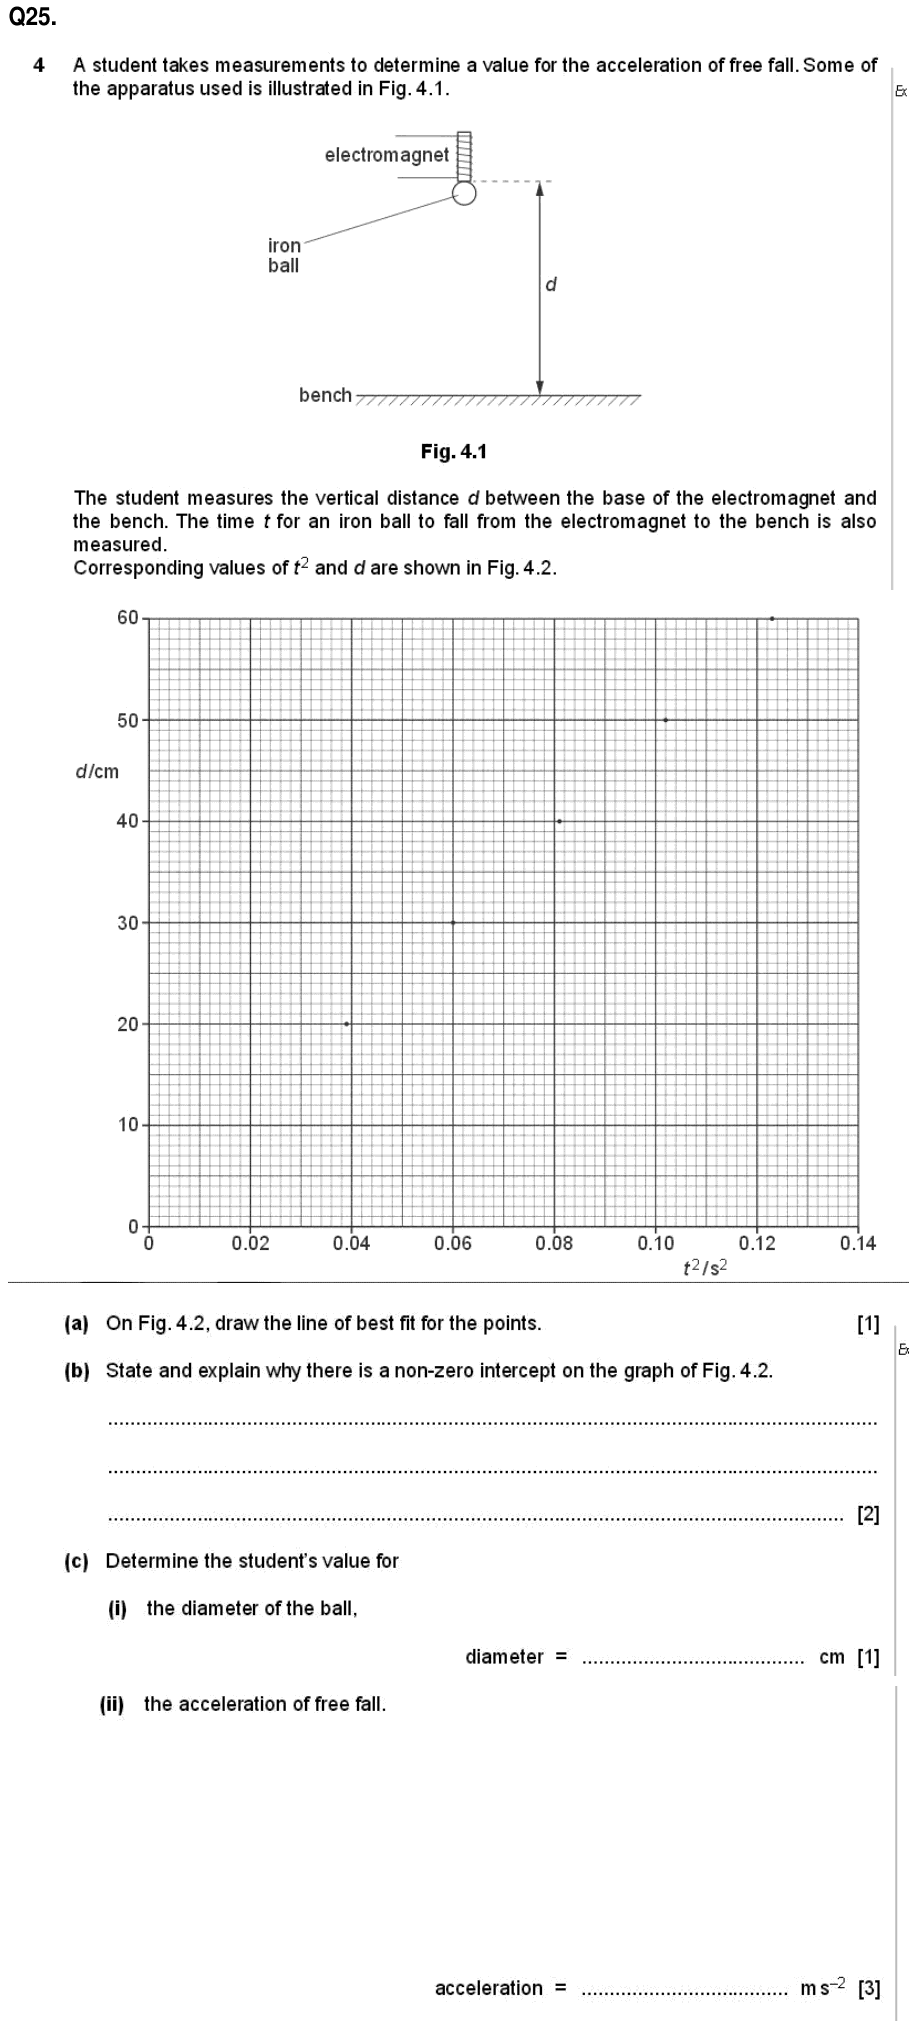 Q25.
4 A student takes measurements to determine a value for the acceleration of free fall. Some of
the apparatus used is illustrated in Fig. 4.1.
Ex
electromagnet
iron
ball
d
bench
Fig. 4.1
The student measures the vertical distance d between the base of the electromagnet and
the bench. The time t for an iron ball to fall from the electromagnet to the bench is also
measured.
Corresponding values of t² and d are shown in Fig. 4.2.
60
50
d/cm
40
30
20
10
0
0 0.02 0.04 0.06 0.08 0.10 0.12 0.14
t²/s²
(a) On Fig. 4.2, draw the line of best fit for the points. [1]
(b) State and explain why there is a non-zero intercept on the graph of Fig. 4.2.
..........................................................................................
..........................................................................................
.......................................................................................... [2]
(c) Determine the student's value for
(i) the diameter of the ball,
diameter = ........................................ cm [1]
(ii) the acceleration of free fall.
acceleration = ..................................... m s⁻² [3]